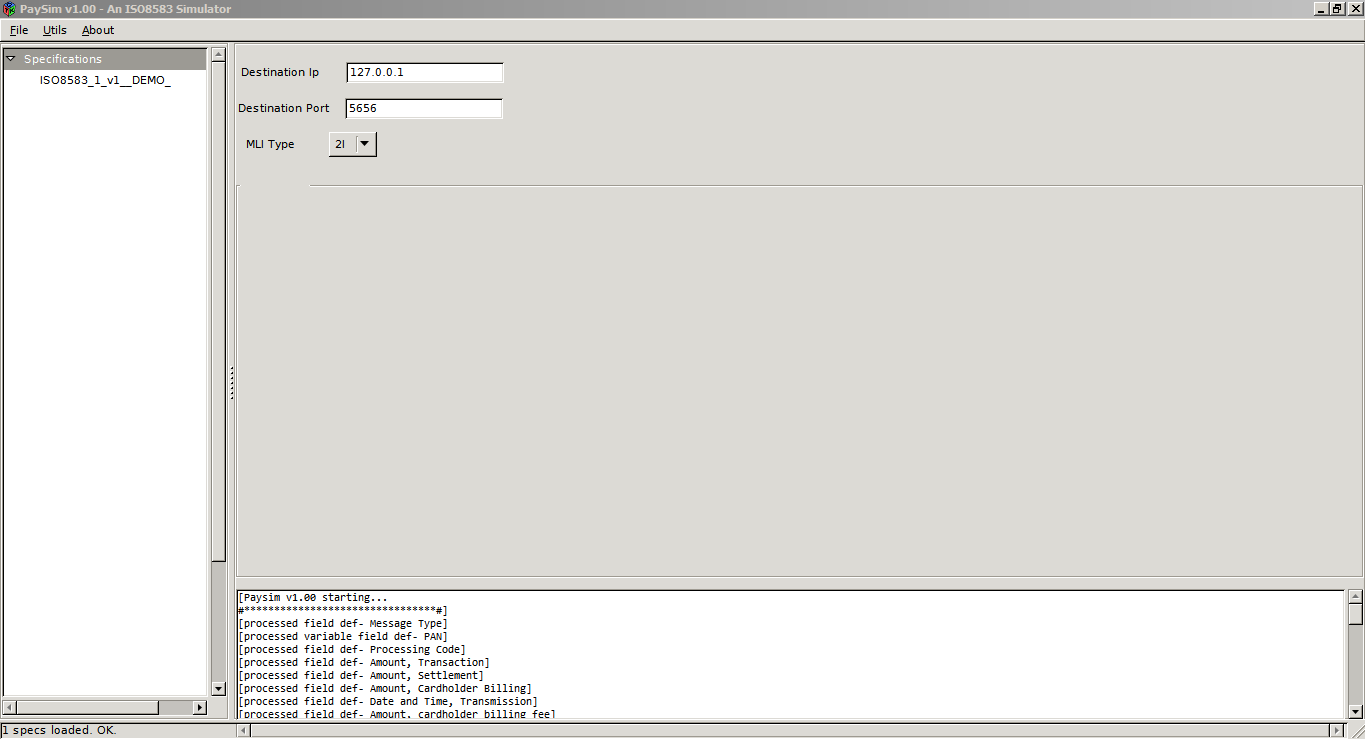 PaySim v1.00 - An ISO8583 Simulator
File Utils About
Specifications
ISO8583_1_v1__DEMO_
Destination Ip 127.0.0.1
Destination Port 5656
MLI Type 2I
[Paysim v1.00 starting...
#********************************#]
[processed field def- Message Type]
[processed variable field def- PAN]
[processed field def- Processing Code]
[processed field def- Amount, Transaction]
[processed field def- Amount, Settlement]
[processed field def- Amount, Cardholder Billing]
[processed field def- Date and Time, Transmission]
[processed field def- Amount, cardholder billing fee]
1 specs loaded. OK.